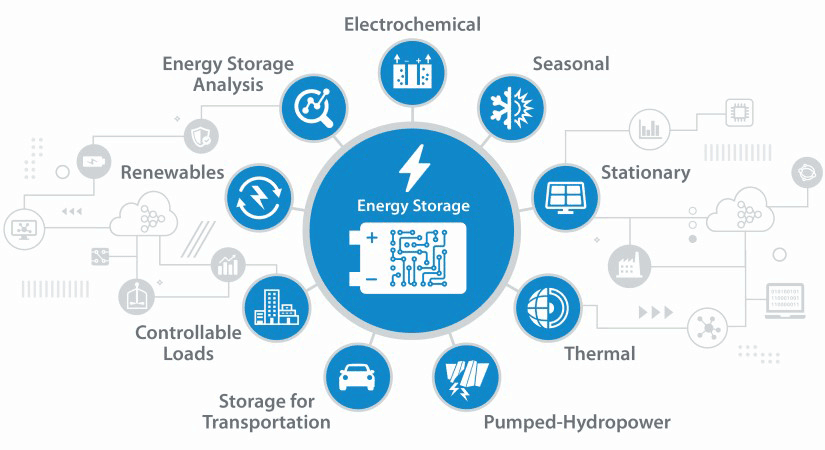 Electrochemical
Energy Storage
Analysis
Seasonal
Renewables
Stationary
Energy Storage
+
−
Controllable
Loads
Thermal
Storage for
Transportation
Pumped-Hydropower